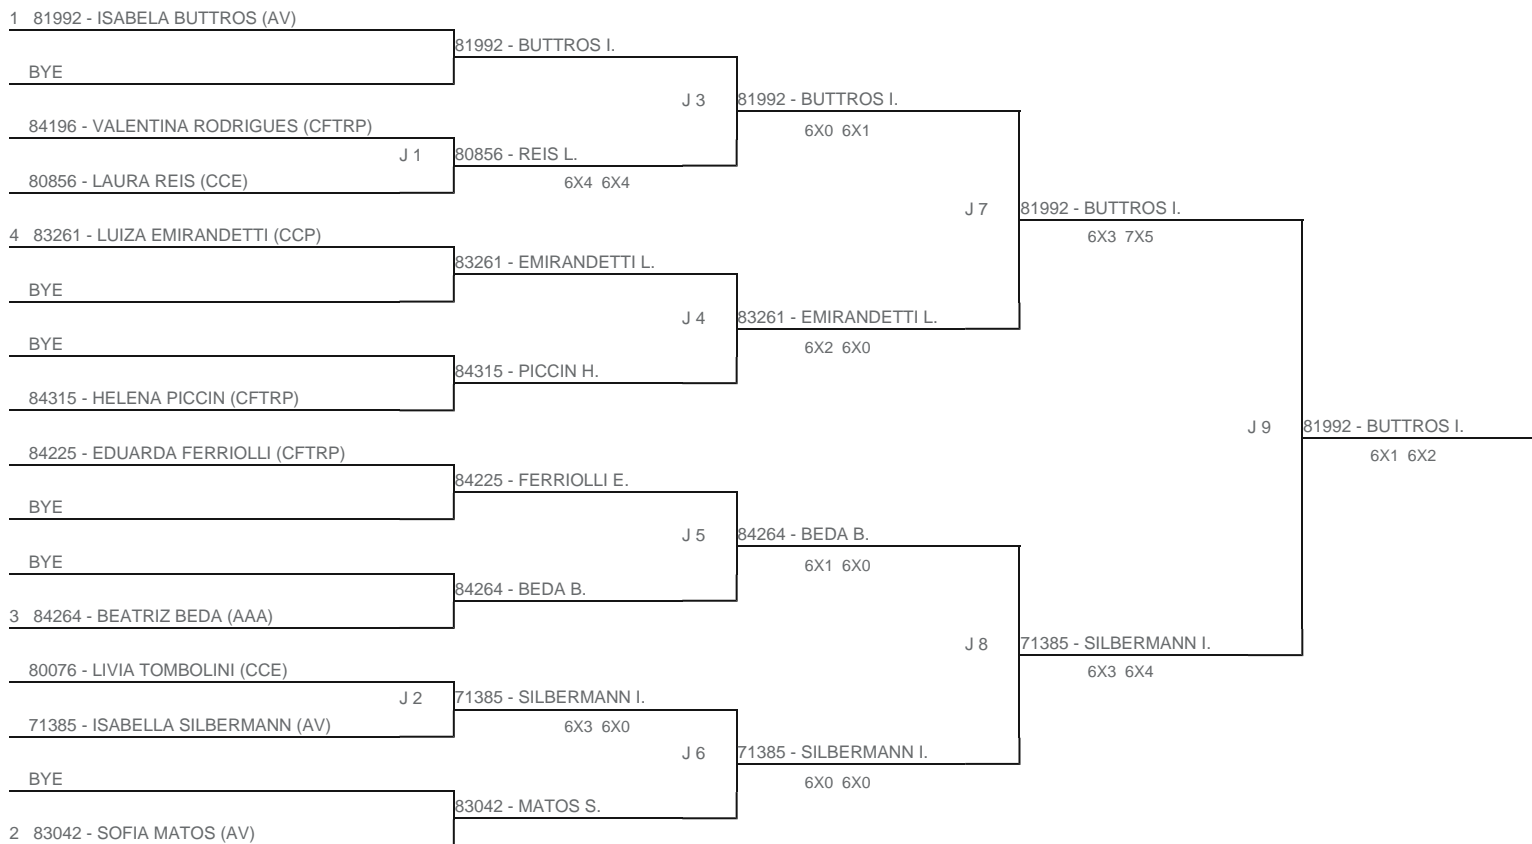 1 81992 - ISABELA BUTTROS (AV)
81992 - BUTTROS I.
BYE
J 3
81992 - BUTTROS I.
6X0 6X1
84196 - VALENTINA RODRIGUES (CFTRP)
J 1
80856 - REIS L.
6X4 6X4
80856 - LAURA REIS (CCE)
J 7
81992 - BUTTROS I.
6X3 7X5
4 83261 - LUIZA EMIRANDETTI (CCP)
83261 - EMIRANDETTI L.
BYE
J 4
83261 - EMIRANDETTI L.
6X2 6X0
BYE
84315 - PICCIN H.
84315 - HELENA PICCIN (CFTRP)
J 9
81992 - BUTTROS I.
6X1 6X2
84225 - EDUARDA FERRIOLLI (CFTRP)
84225 - FERRIOLLI E.
BYE
J 5
84264 - BEDA B.
6X1 6X0
BYE
84264 - BEDA B.
3 84264 - BEATRIZ BEDA (AAA)
J 8
71385 - SILBERMANN I.
6X3 6X4
80076 - LIVIA TOMBOLINI (CCE)
J 2
71385 - SILBERMANN I.
6X3 6X0
71385 - ISABELLA SILBERMANN (AV)
J 6
71385 - SILBERMANN I.
6X0 6X0
BYE
83042 - MATOS S.
2 83042 - SOFIA MATOS (AV)